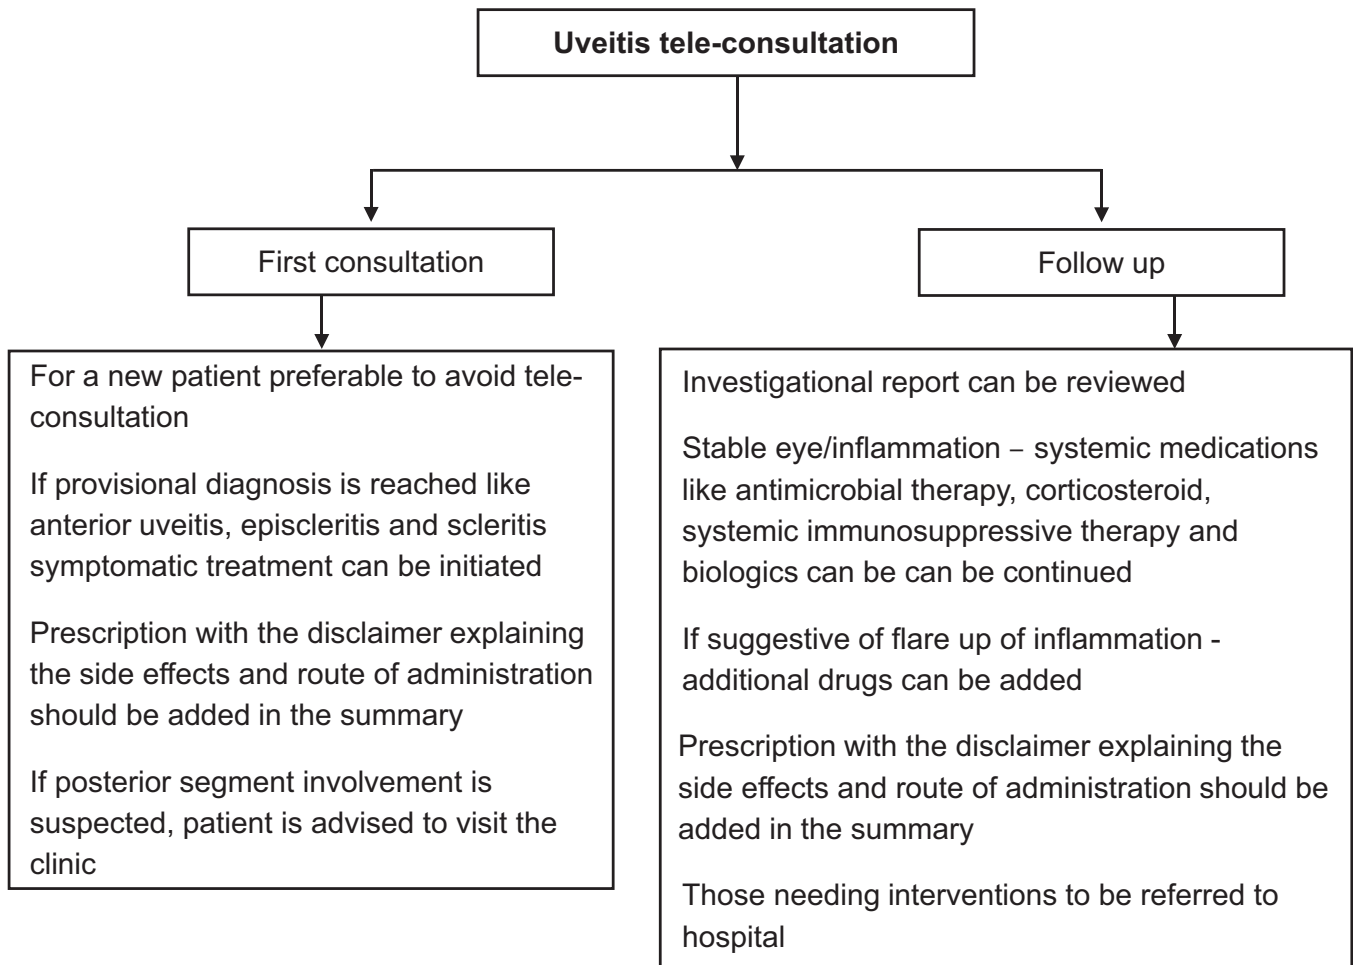 Uveitis tele-consultation
First consultation
For a new patient preferable to avoid tele-
consultation
If provisional diagnosis is reached like
anterior uveitis, episcleritis and scleritis
symptomatic treatment can be initiated
Prescription with the disclaimer explaining
the side effects and route of administration
should be added in the summary
If posterior segment involvement is
suspected, patient is advised to visit the
clinic
Follow up
Investigational report can be reviewed
Stable eye/inflammation – systemic medications
like antimicrobial therapy, corticosteroid,
systemic immunosuppressive therapy and
biologics can be can be continued
If suggestive of flare up of inflammation -
additional drugs can be added
Prescription with the disclaimer explaining the
side effects and route of administration should be
added in the summary
Those needing interventions to be referred to
hospital